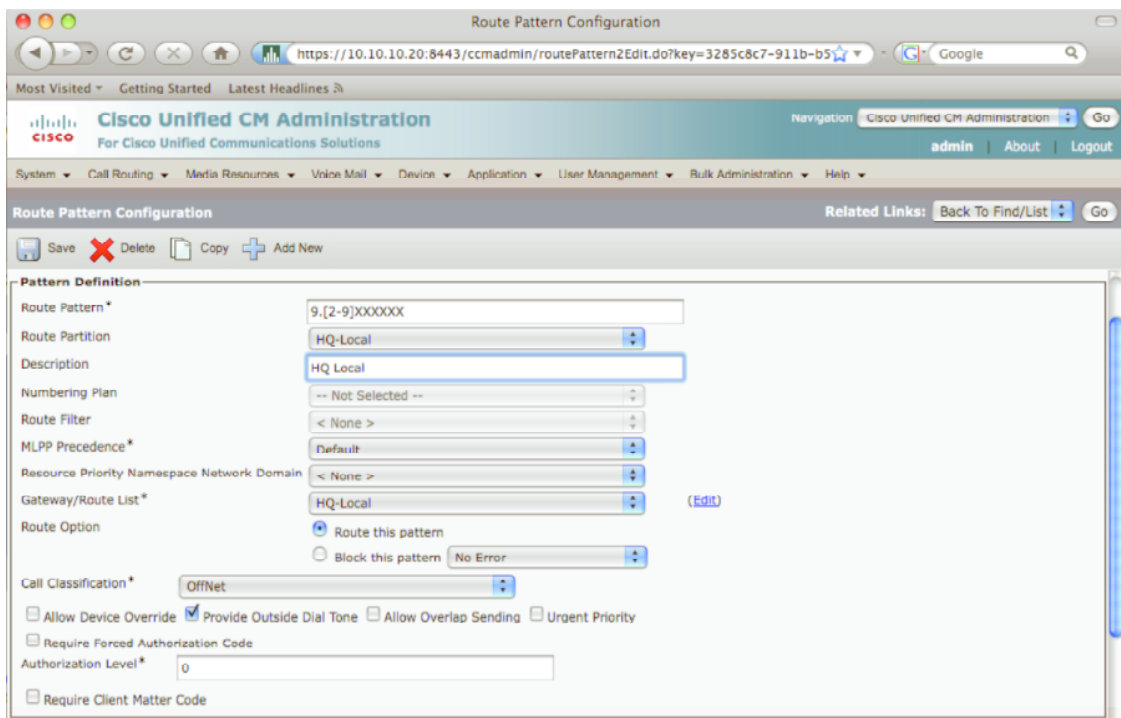 Route Pattern Configuration
https://10.10.10.20:8443/ccmadmin/routePattern2Edit.do?key=3285c8c7-911b-b5
Google
Most Visited Getting Started Latest Headlines
CISCO
Cisco Unified CM Administration
For Cisco Unified Communications Solutions
Navigation Cisco Unified CM Administration Go
admin | About | Logout
System Call Routing Media Resources Voice Mail Device Application User Management Bulk Administration Help
Route Pattern Configuration
Related Links: Back To Find/List Go
Save Delete Copy Add New
Pattern Definition
Route Pattern* 9.[2-9]XXXXXX
Route Partition HQ-Local
Description HQ Local
Numbering Plan -- Not Selected --
Route Filter < None >
MLPP Precedence* Default
Resource Priority Namespace Network Domain < None >
Gateway/Route List* HQ-Local (Edit)
Route Option Route this pattern
Block this pattern No Error
Call Classification* OffNet
Allow Device Override Provide Outside Dial Tone Allow Overlap Sending Urgent Priority
Require Forced Authorization Code
Authorization Level* 0
Require Client Matter Code